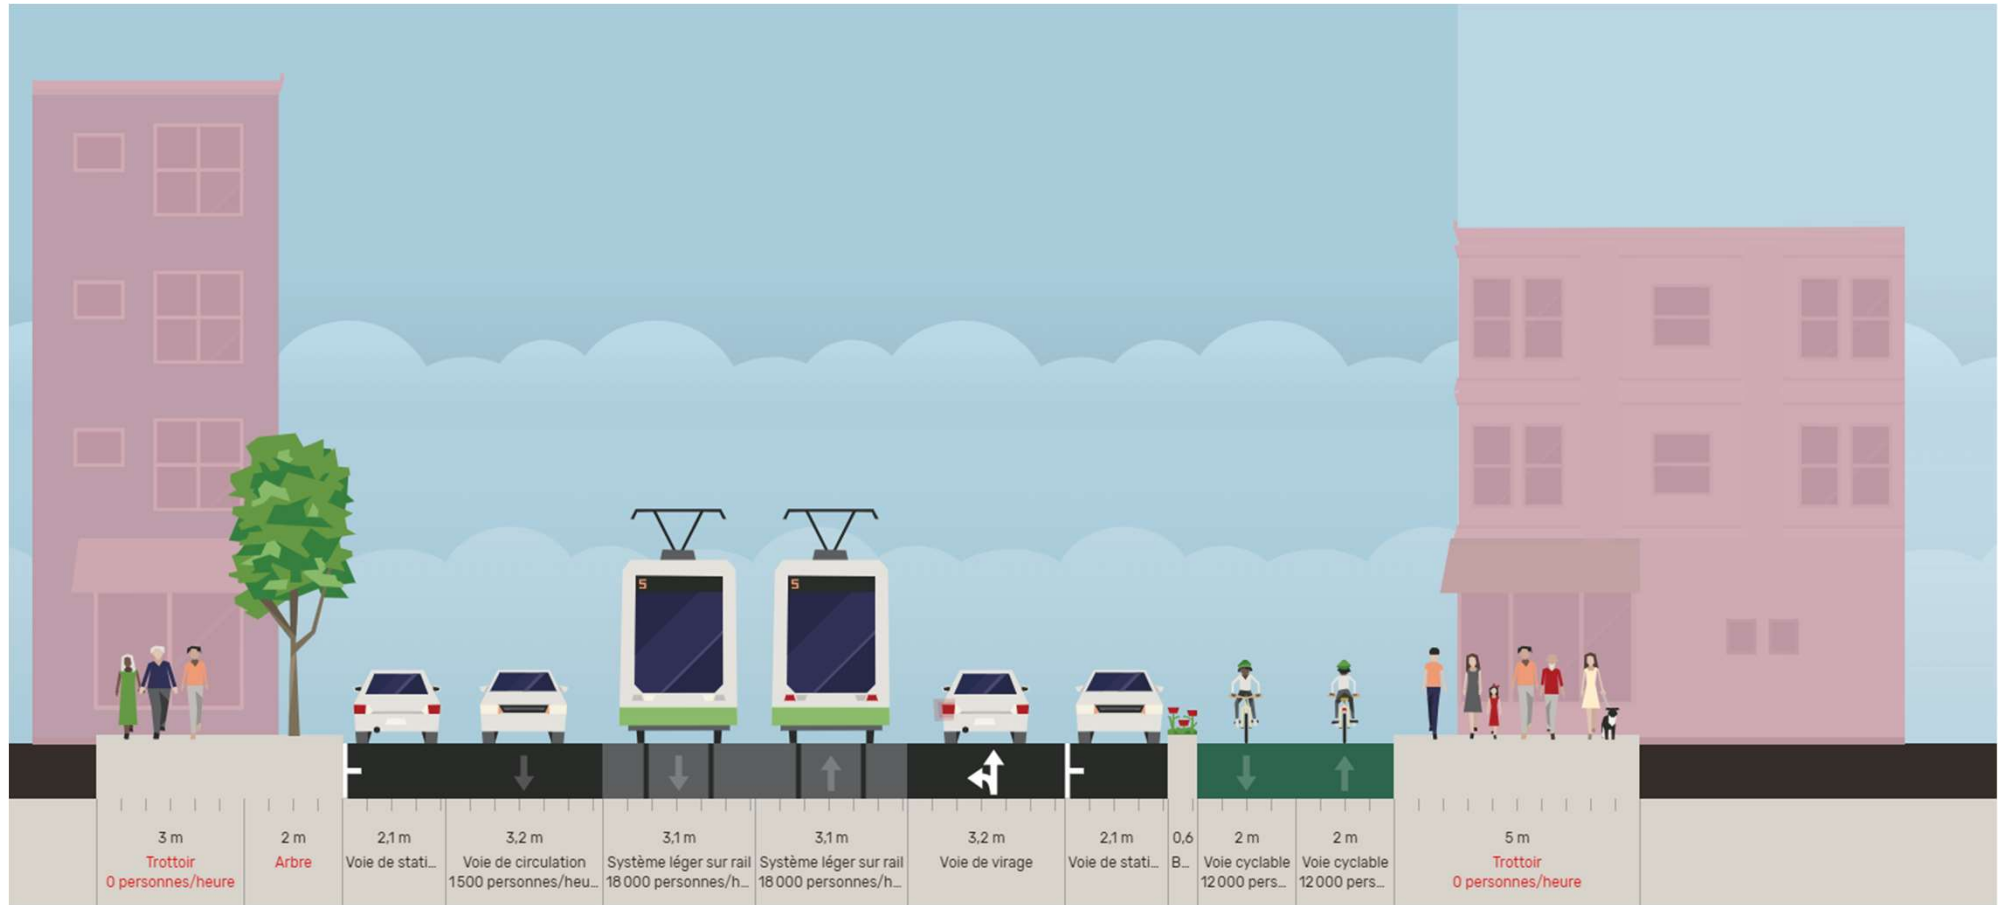 S
S
3 m
Trottoir
0 personnes/heure
2 m
Arbre
2,1 m
Voie de stati...
3,2 m
Voie de circulation
1 500 personnes/heu...
3,1 m
Système léger sur rail
18 000 personnes/h...
3,1 m
Système léger sur rail
18 000 personnes/h...
3,2 m
Voie de virage
2,1 m
Voie de stati...
0,6
B...
2 m
Voie cyclable
12 000 pers...
2 m
Voie cyclable
12 000 pers...
5 m
Trottoir
0 personnes/heure